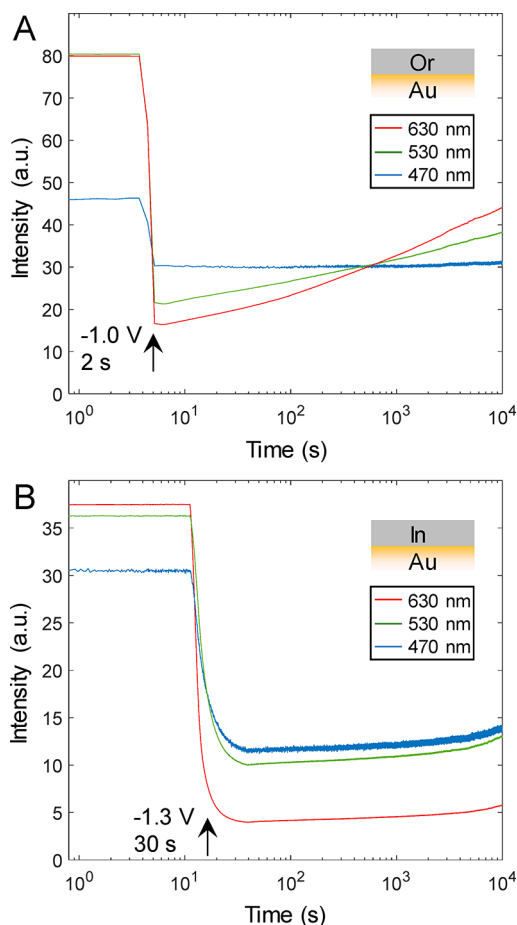 A
90
80
70
60
50
40
30
20
10
0
Intensity (a.u.)
Or
Au
630 nm
530 nm
470 nm
-1.0 V
2 s
10⁰
10¹
10²
10³
10⁴
Time (s)
B
35
30
25
20
15
10
5
0
Intensity (a.u.)
In
Au
630 nm
530 nm
470 nm
-1.3 V
30 s
10⁰
10¹
10²
10³
10⁴
Time (s)